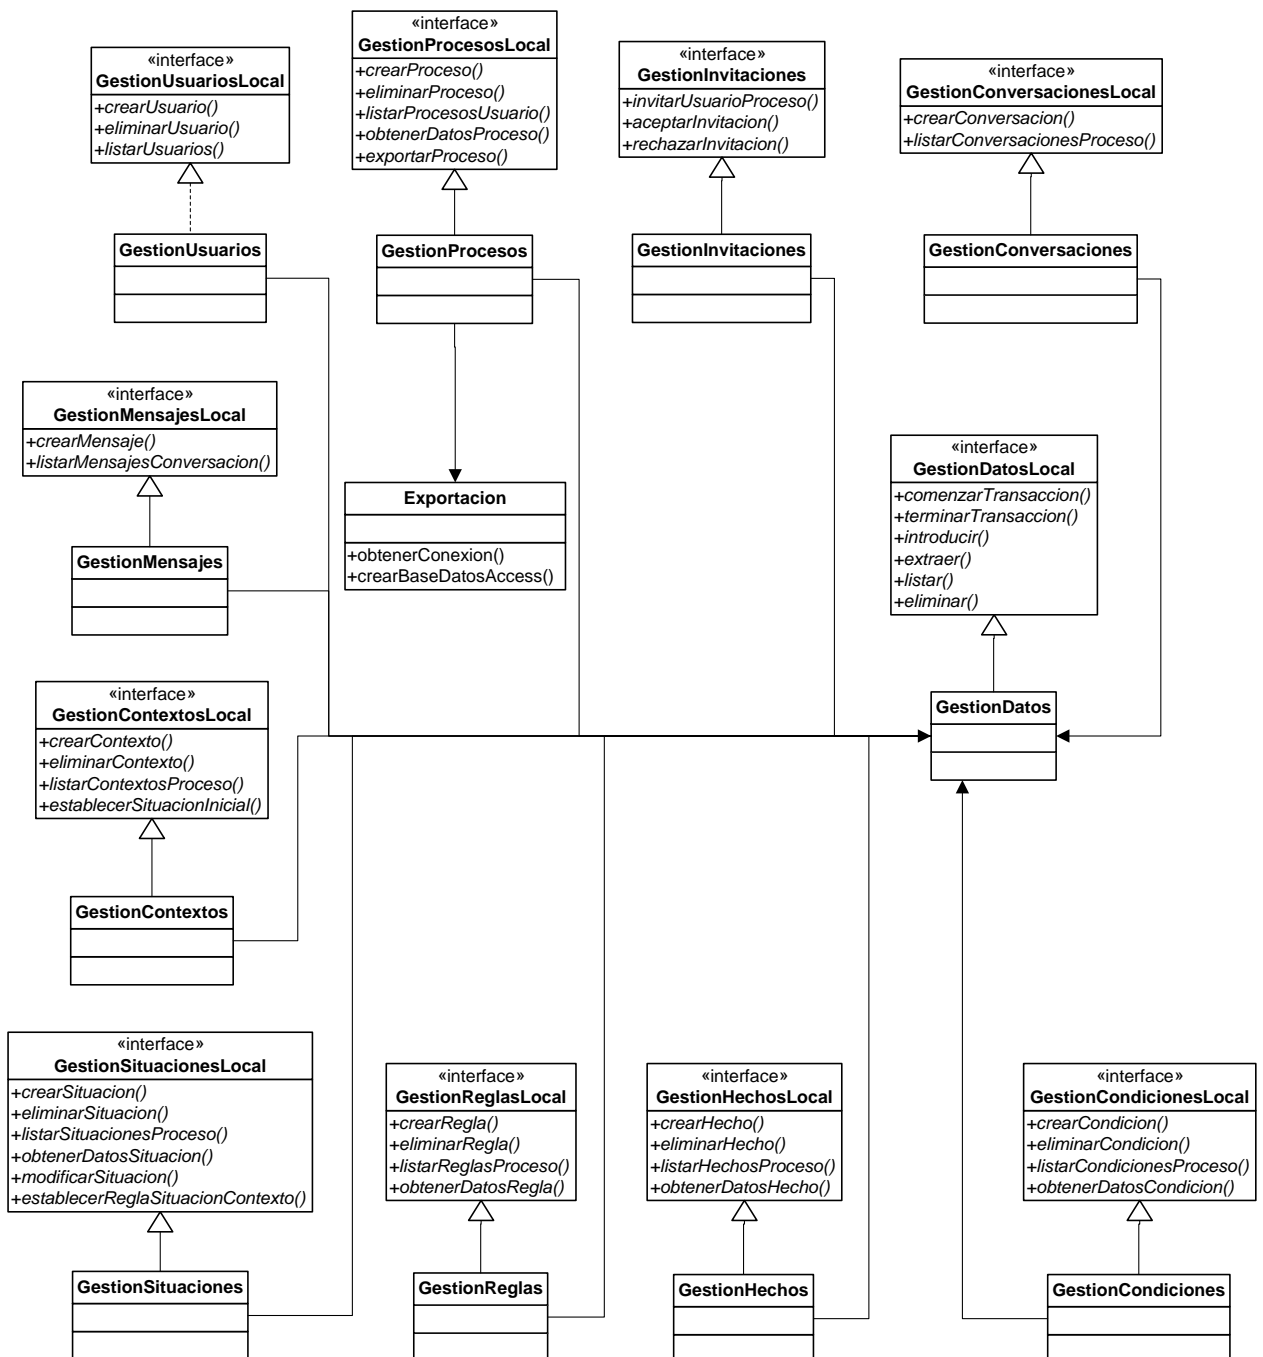 «interface»
GestionProcesosLocal
+crearProceso()
+eliminarProceso()
+listarProcesosUsuario()
+obtenerDatosProceso()
+exportarProceso()
«interface»
GestionUsuariosLocal
+crearUsuario()
+eliminarUsuario()
+listarUsuarios()
«interface»
GestionInvitaciones
+invitarUsuarioProceso()
+aceptarInvitacion()
+rechazarInvitacion()
«interface»
GestionConversacionesLocal
+crearConversacion()
+listarConversacionesProceso()
GestionUsuarios
GestionProcesos
GestionInvitaciones
GestionConversaciones
«interface»
GestionMensajesLocal
+crearMensaje()
+listarMensajesConversacion()
«interface»
GestionDatosLocal
+comenzarTransaccion()
+terminarTransaccion()
+introducir()
+extraer()
+listar()
+eliminar()
Exportacion
+obtenerConexion()
+crearBaseDatosAccess()
GestionMensajes
«interface»
GestionContextosLocal
+crearContexto()
+eliminarContexto()
+listarContextosProceso()
+establecerSituacionInicial()
GestionDatos
GestionContextos
«interface»
GestionSituacionesLocal
+crearSituacion()
+eliminarSituacion()
+listarSituacionesProceso()
+obtenerDatosSituacion()
+modificarSituacion()
+establecerReglaSituacionContexto()
«interface»
GestionReglasLocal
+crearRegla()
+eliminarRegla()
+listarReglasProceso()
+obtenerDatosRegla()
«interface»
GestionHechosLocal
+crearHecho()
+eliminarHecho()
+listarHechosProceso()
+obtenerDatosHecho()
«interface»
GestionCondicionesLocal
+crearCondicion()
+eliminarCondicion()
+listarCondicionesProceso()
+obtenerDatosCondicion()
GestionSituaciones
GestionReglas
GestionHechos
GestionCondiciones